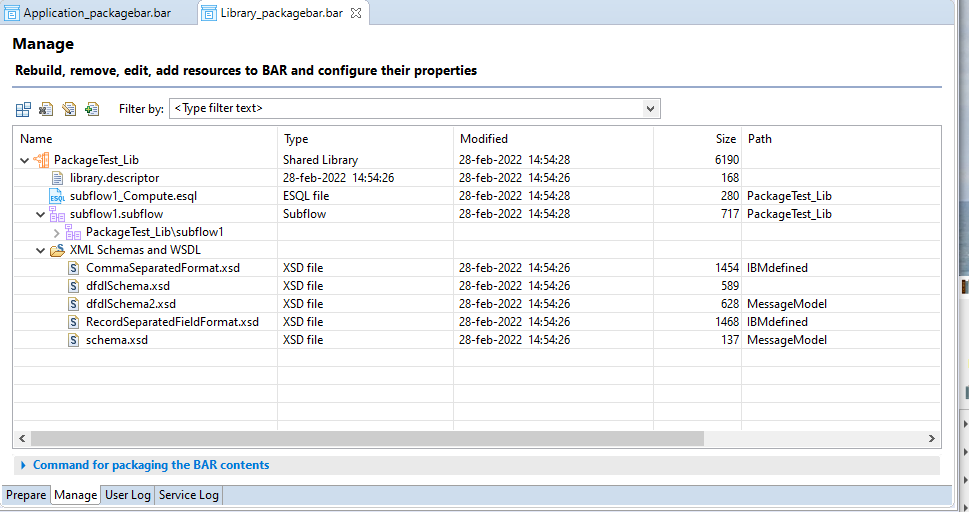 Application_packagebar.bar Library_packagebar.bar
Manage
Rebuild, remove, edit, add resources to BAR and configure their properties
Filter by: <Type filter text>
Name Type Modified Size Path
PackageTest_Lib Shared Library 28-feb-2022 14:54:28 6190
library.descriptor 28-feb-2022 14:54:26 28-feb-2022 14:54:26 168
ESQL subflow1_Compute.esql ESQL file 28-feb-2022 14:54:28 280 PackageTest_Lib
subflow1.subflow Subflow 28-feb-2022 14:54:28 717 PackageTest_Lib
PackageTest_Lib\subflow1
XML Schemas and WSDL
S CommaSeparatedFormat.xsd XSD file 28-feb-2022 14:54:26 1454 IBMdefined
S dfdlSchema.xsd XSD file 28-feb-2022 14:54:26 589
S dfdlSchema2.xsd XSD file 28-feb-2022 14:54:26 628 MessageModel
S RecordSeparatedFieldFormat.xsd XSD file 28-feb-2022 14:54:26 1468 IBMdefined
S schema.xsd XSD file 28-feb-2022 14:54:26 137 MessageModel
Command for packaging the BAR contents
Prepare Manage User Log Service Log